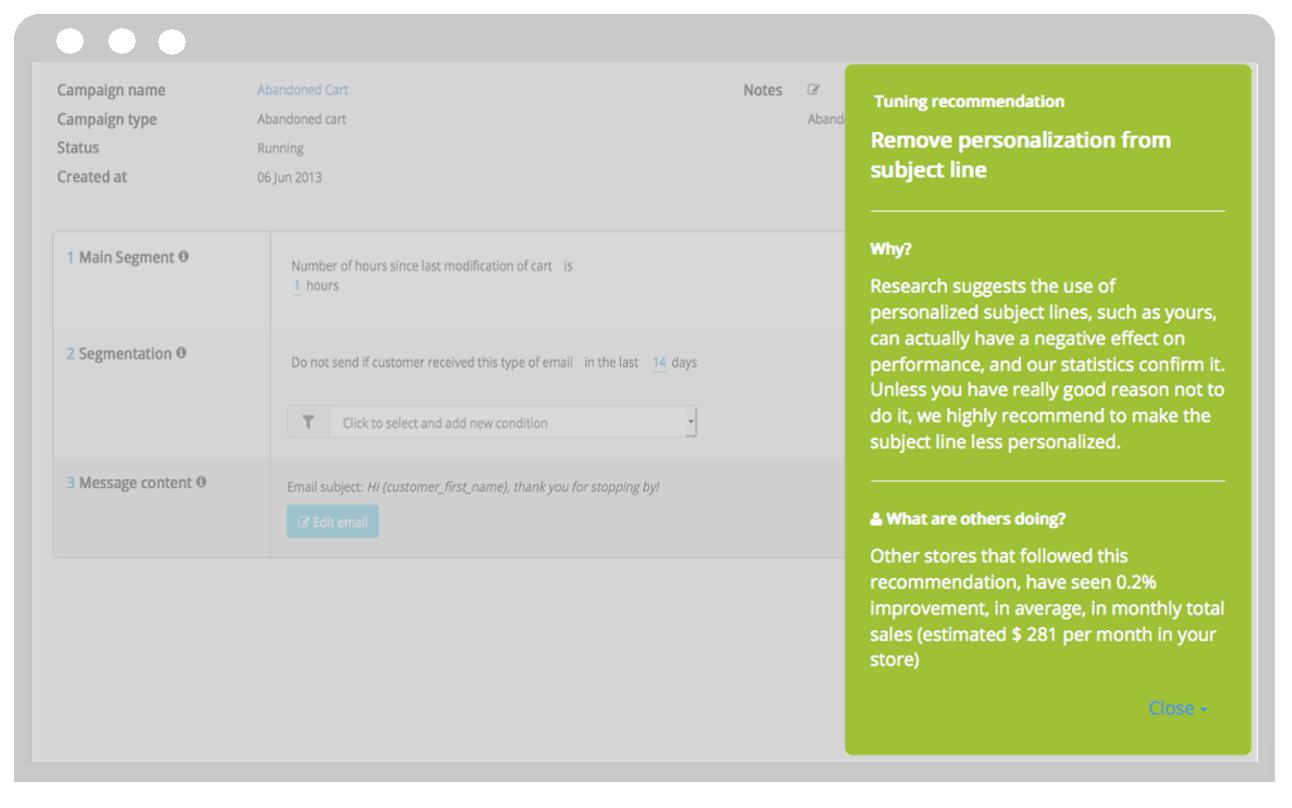 Campaign name Abandoned Cart Notes
Campaign type Abandoned cart Aband
Status Running
Created at 06 Jun 2013
1 Main Segment
Number of hours since last modification of cart is
1 hours
2 Segmentation
Do not send if customer received this type of email in the last 14 days
Click to select and add new condition
3 Message content
Email subject: Hi {customer_first_name}, thank you for stopping by!
Edit email
Tuning recommendation
Remove personalization from
subject line
Why?
Research suggests the use of
personalized subject lines, such as yours,
can actually have a negative effect on
performance, and our statistics confirm it.
Unless you have really good reason not to
do it, we highly recommend to make the
subject line less personalized.
What are others doing?
Other stores that followed this
recommendation, have seen 0.2%
improvement, in average, in monthly total
sales (estimated $ 281 per month in your
store)
Close